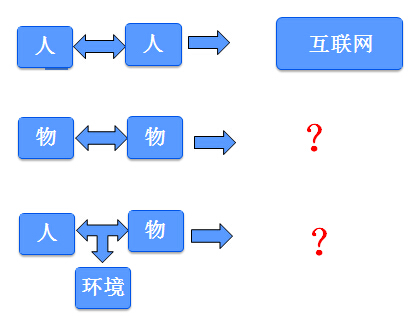 人 人 互联网
物 物 ?
人 物 ?
环境